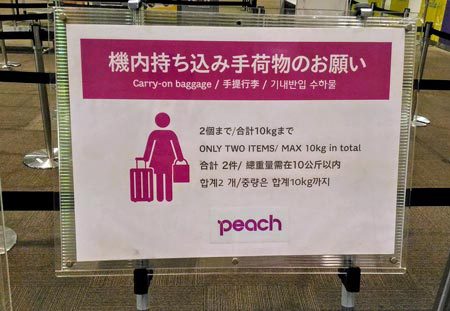 機内持ち込み手荷物のお願い
Carry-on baggage / 手提行李 / 기내반입 수하물
2個まで/合計10kgまで
ONLY TWO ITEMS/ MAX 10kg in total
合計 2件/ 總重量需在10公斤以内
합계2 개/중량은 합계10kg까지
peach